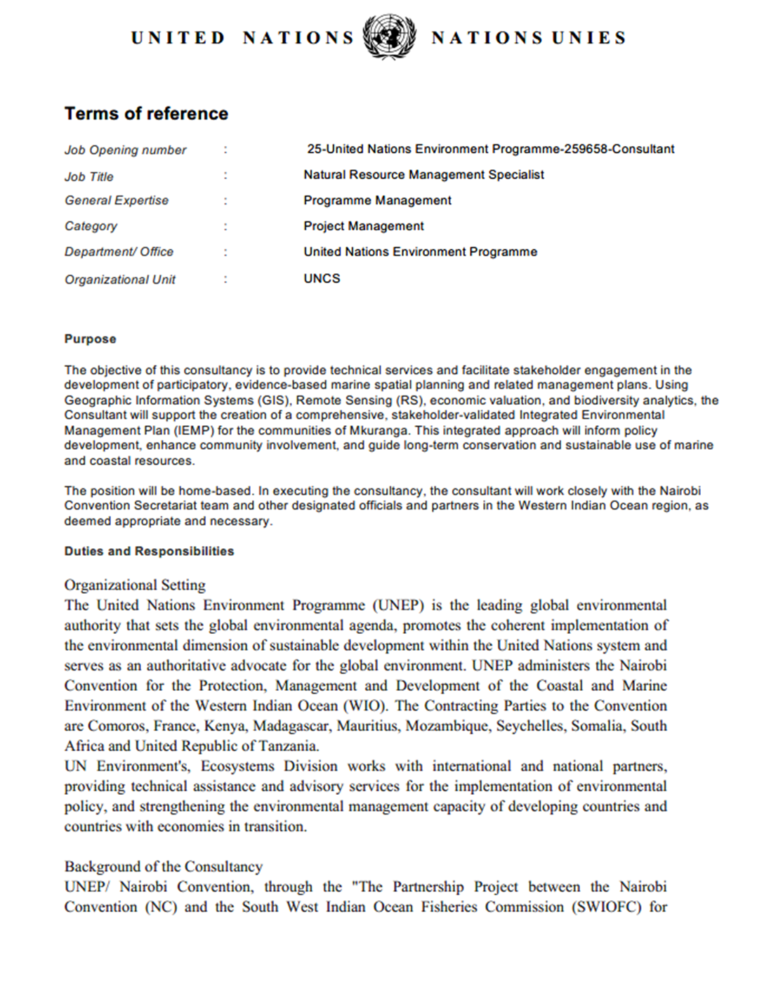 UNITED NATIONS NATIONS UNIES
Terms of reference
Job Opening number : 25-United Nations Environment Programme-259658-Consultant
Job Title : Natural Resource Management Specialist
General Expertise : Programme Management
Category : Project Management
Department/ Office : United Nations Environment Programme
Organizational Unit : UNCS
Purpose
The objective of this consultancy is to provide technical services and facilitate stakeholder engagement in the
development of participatory, evidence-based marine spatial planning and related management plans. Using
Geographic Information Systems (GIS), Remote Sensing (RS), economic valuation, and biodiversity analytics, the
Consultant will support the creation of a comprehensive, stakeholder-validated Integrated Environmental
Management Plan (IEMP) for the communities of Mkuranga. This integrated approach will inform policy
development, enhance community involvement, and guide long-term conservation and sustainable use of marine
and coastal resources.
The position will be home-based. In executing the consultancy, the consultant will work closely with the Nairobi
Convention Secretariat team and other designated officials and partners in the Western Indian Ocean region, as
deemed appropriate and necessary.
Duties and Responsibilities
Organizational Setting
The United Nations Environment Programme (UNEP) is the leading global environmental
authority that sets the global environmental agenda, promotes the coherent implementation of
the environmental dimension of sustainable development within the United Nations system and
serves as an authoritative advocate for the global environment. UNEP administers the Nairobi
Convention for the Protection, Management and Development of the Coastal and Marine
Environment of the Western Indian Ocean (WIO). The Contracting Parties to the Convention
are Comoros, France, Kenya, Madagascar, Mauritius, Mozambique, Seychelles, Somalia, South
Africa and United Republic of Tanzania.
UN Environment's, Ecosystems Division works with international and national partners,
providing technical assistance and advisory services for the implementation of environmental
policy, and strengthening the environmental management capacity of developing countries and
countries with economies in transition.
Background of the Consultancy
UNEP/ Nairobi Convention, through the "The Partnership Project between the Nairobi
Convention (NC) and the South West Indian Ocean Fisheries Commission (SWIOFC) for